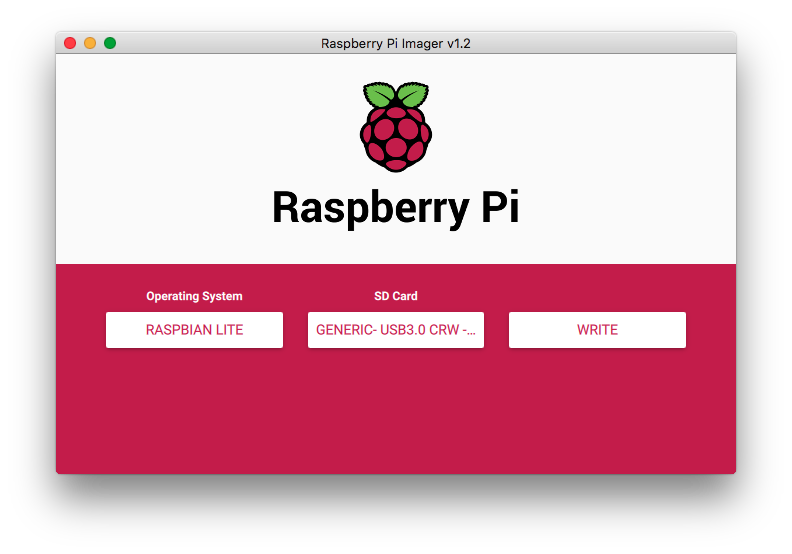 Raspberry Pi Imager v1.2
Raspberry Pi
Operating System
SD Card
RASPBIAN LITE
GENERIC- USB3.0 CRW -...
WRITE